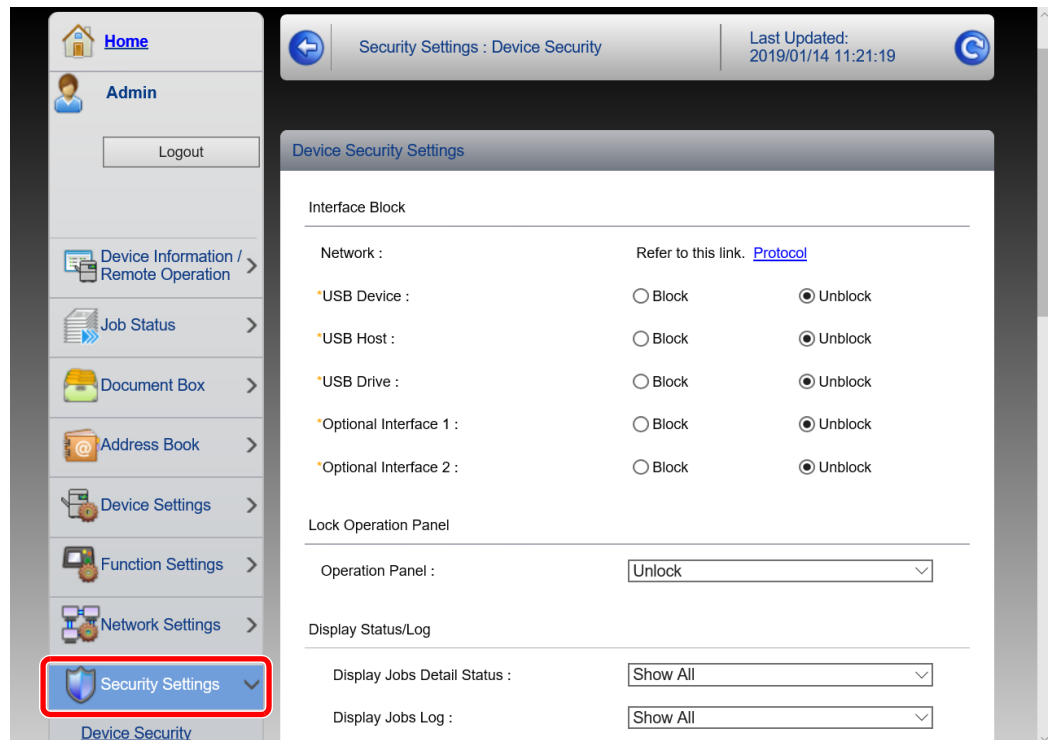 Home
Admin
Logout
Device Information /
Remote Operation
Job Status
Document Box
Address Book
Device Settings
Function Settings
Network Settings
Security Settings
Device Security
Security Settings : Device Security
Last Updated:
2019/01/14 11:21:19
Device Security Settings
Interface Block
Network : Refer to this link. Protocol
*USB Device : Block Unblock
*USB Host : Block Unblock
*USB Drive : Block Unblock
*Optional Interface 1 : Block Unblock
*Optional Interface 2 : Block Unblock
Lock Operation Panel
Operation Panel : Unlock
Display Status/Log
Display Jobs Detail Status : Show All
Display Jobs Log : Show All